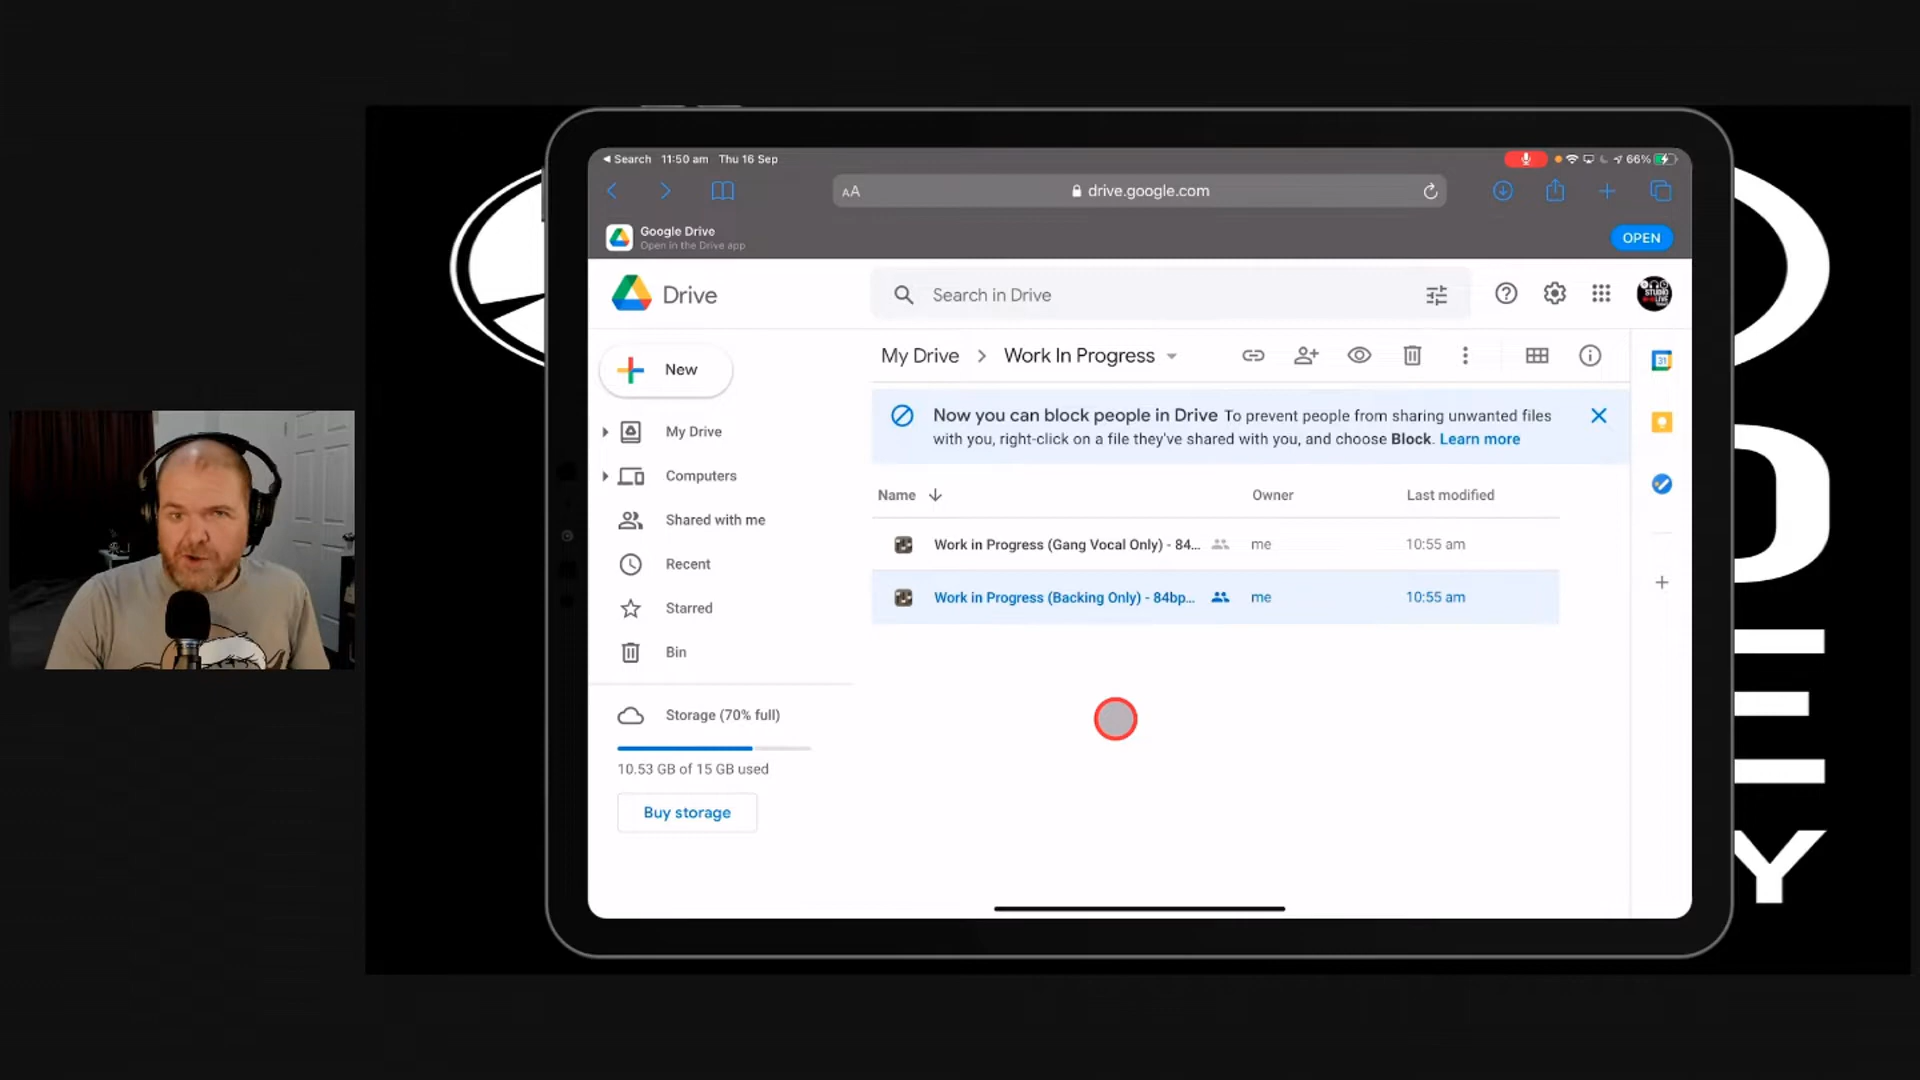 Search 11:50 am Thu 16 Sep
66%
AA drive.google.com
Google Drive
Open in the Drive app
OPEN
Drive
Search in Drive
STUDIO
LIVE
New
My Drive
Computers
Shared with me
Recent
Starred
Bin
Storage (70% full)
10.53 GB of 15 GB used
Buy storage
My Drive > Work In Progress
Now you can block people in Drive To prevent people from sharing unwanted files
with you, right-click on a file they've shared with you, and choose Block. Learn more
Name Owner Last modified
Work in Progress (Gang Vocal Only) - 84... me 10:55 am
Work in Progress (Backing Only) - 84bp... me 10:55 am
31